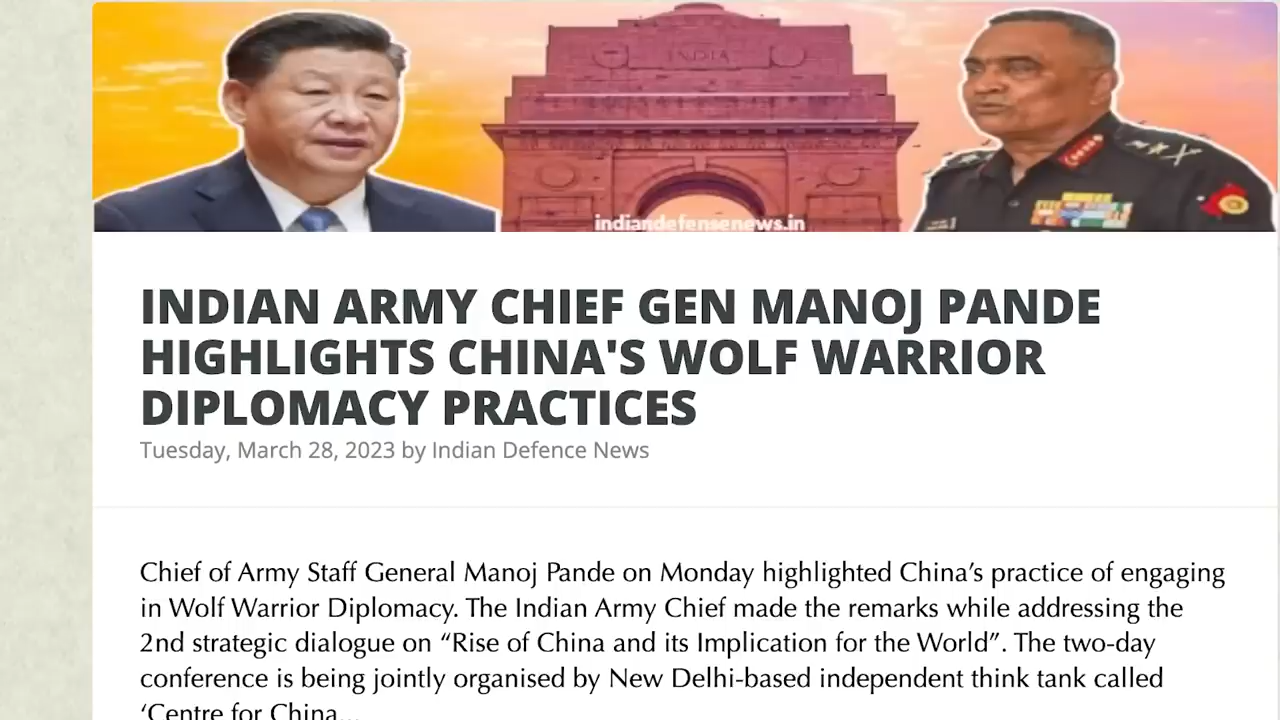 INDIA
indiandefensenews.in
INDIAN ARMY CHIEF GEN MANOJ PANDE
HIGHLIGHTS CHINA'S WOLF WARRIOR
DIPLOMACY PRACTICES
Tuesday, March 28, 2023 by Indian Defence News
Chief of Army Staff General Manoj Pande on Monday highlighted China’s practice of engaging
in Wolf Warrior Diplomacy. The Indian Army Chief made the remarks while addressing the
2nd strategic dialogue on “Rise of China and its Implication for the World”. The two-day
conference is being jointly organised by New Delhi-based independent think tank called
‘Centre for China...